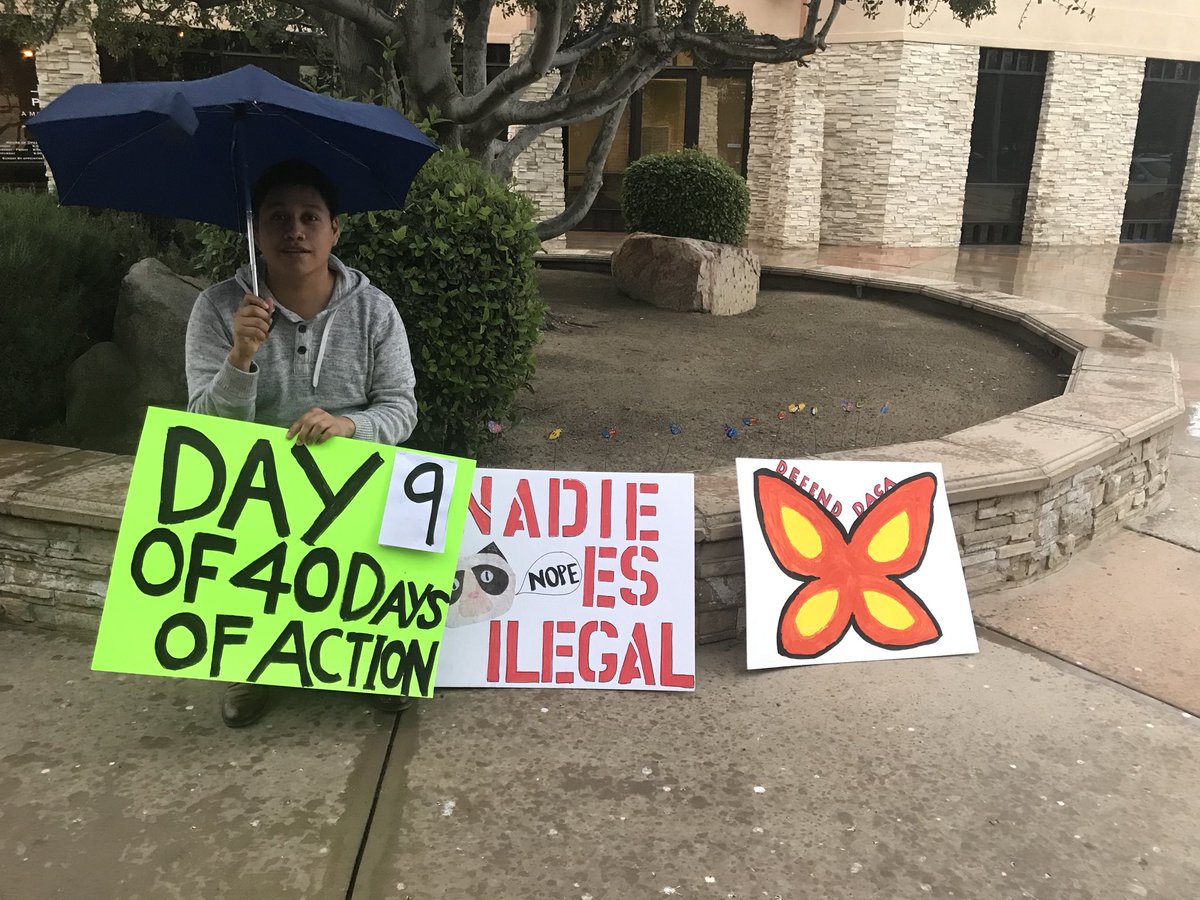 DAY 9
OF 40 DAYS
OF ACTION
NADIE
NOPE
ES
ILEGAL
DEFEND DACA